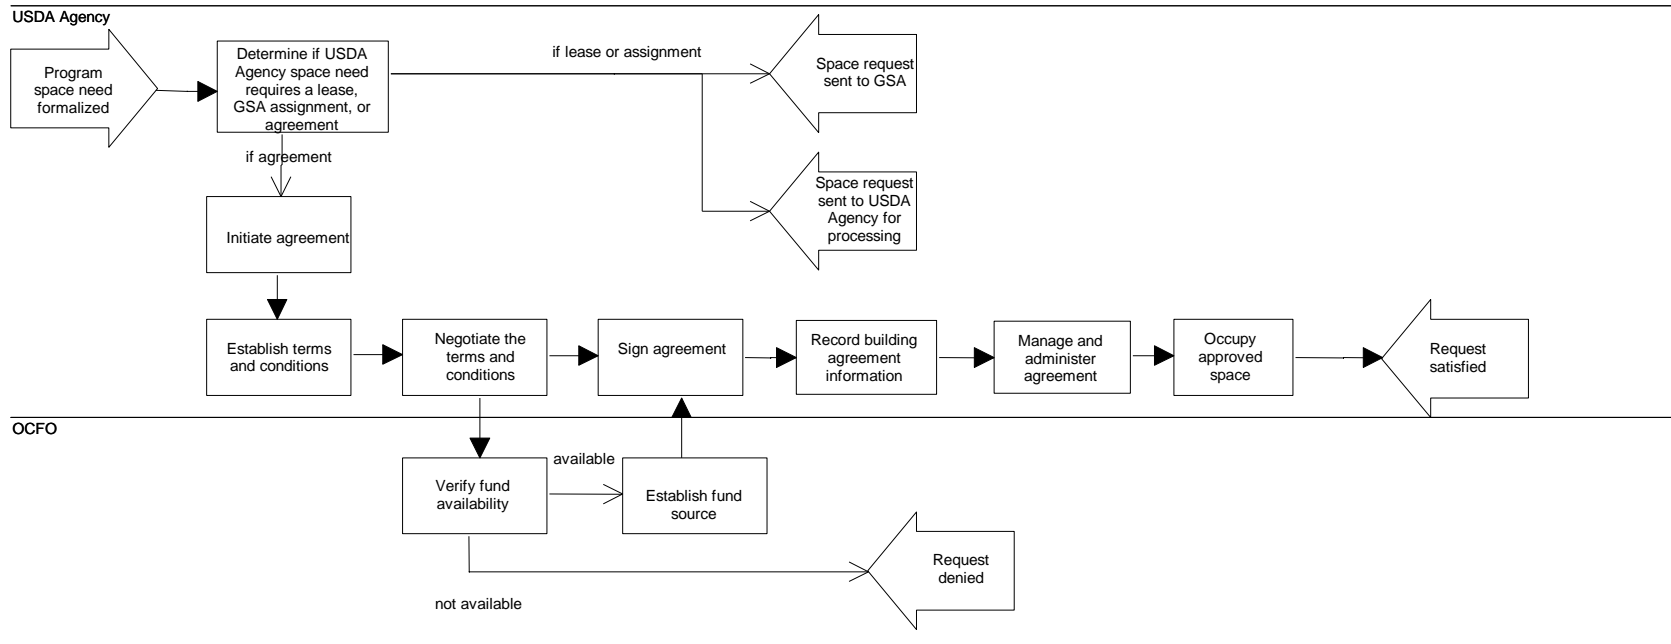 USDA Agency
Program
space need
formalized
Determine if USDA
Agency space need
requires a lease,
GSA assignment, or
agreement
if lease or assignment
Space request
sent to GSA
if agreement
Space request
sent to USDA
Agency for
processing
Initiate agreement
Establish terms
and conditions
Negotiate the
terms and
conditions
Sign agreement
Record building
agreement
information
Manage and
administer
agreement
Occupy
approved
space
Request
satisfied
OCFO
Verify fund
availability
available
Establish fund
source
Request
denied
not available